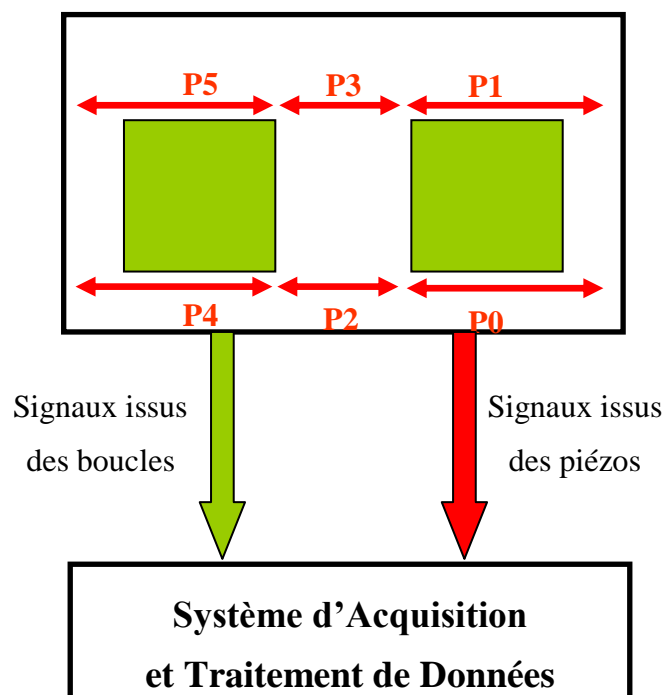 P5 P3 P1
P4 P2 P0
Signaux issus
des boucles
Signaux issus
des piézos
Système d'Acquisition
et Traitement de Données